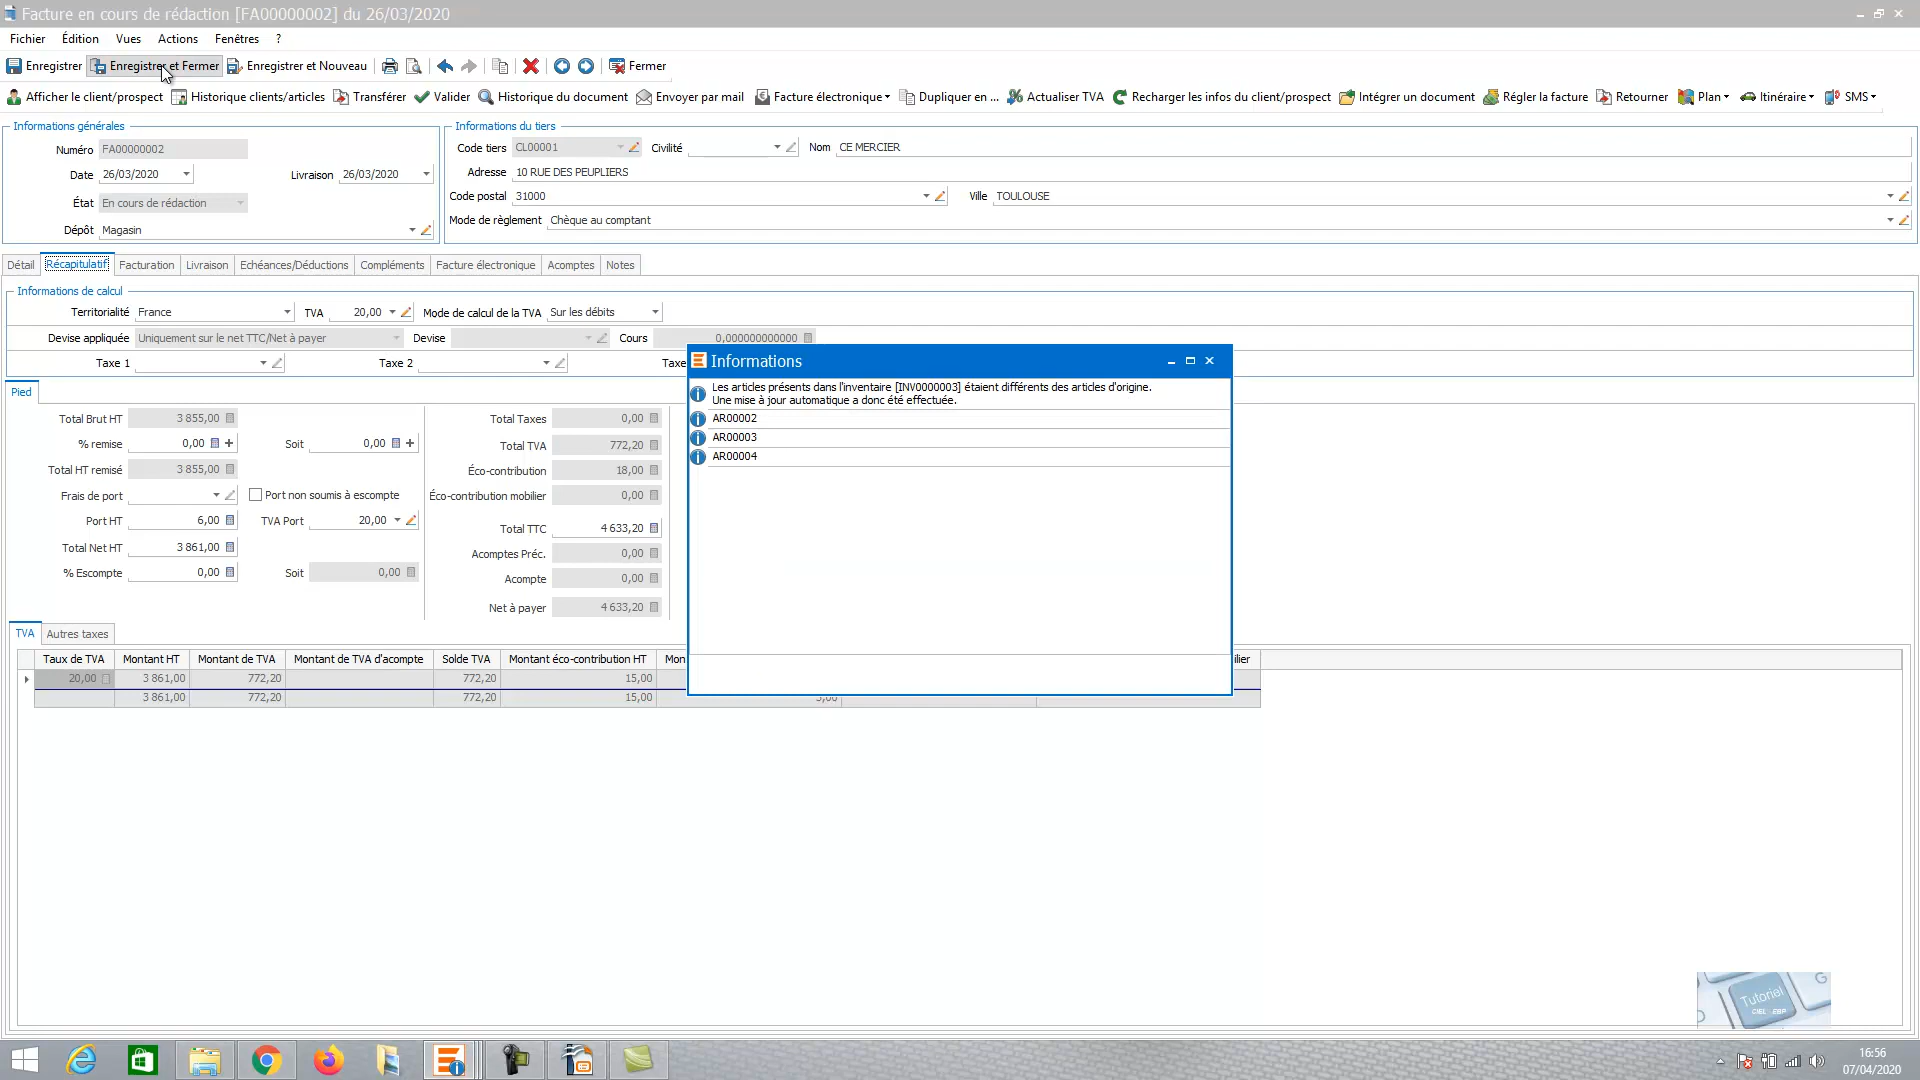 Facture en cours de rédaction [FA00000002] du 26/03/2020
Fichier Édition Vues Actions Fenêtres ?
Enregistrer Enregistrer et Fermer Enregistrer et Nouveau Fermer
Afficher le client/prospect Historique clients/articles Transférer Valider Historique du document Envoyer par mail Facture électronique Dupliquer en ... Actualiser TVA Recharger les infos du client/prospect Intégrer un document Régler la facture Retourner Plan Itinéraire SMS
Informations générales Informations du tiers
Numéro FA00000002 Code tiers CL00001 Civilité Nom CE MERCIER
Date 26/03/2020 Livraison 26/03/2020 Adresse 10 RUE DES PEUPLIERS
État En cours de rédaction Code postal 31000 Ville TOULOUSE
Dépôt Magasin Mode de règlement Chèque au comptant
Détail Récapitulatif Facturation Livraison Echéances/Déductions Compléments Facture électronique Acomptes Notes
Informations de calcul
Territorialité France TVA 20,00 Mode de calcul de la TVA Sur les débits
Devise appliquée Uniquement sur le net TTC/Net à payer Devise Cours 0,000000000000
Taxe 1 Taxe 2 Taxe
Informations
Les articles présents dans l'inventaire [INV0000003] étaient différents des articles d'origine.
Une mise à jour automatique a donc été effectuée.
AR00002
AR00003
AR00004
Pied
Total Brut HT 3 855,00 Total Taxes 0,00
% remise 0,00 Soit 0,00 Total TVA 772,20
Total HT remisé 3 855,00 Éco-contribution 18,00
Frais de port Port non soumis à escompte Éco-contribution mobilier 0,00
Port HT 6,00 TVA Port 20,00 Total TTC 4 633,20
Total Net HT 3 861,00 Acomptes Préc. 0,00
% Escompte 0,00 Soit 0,00 Acompte 0,00
Net à payer 4 633,20
TVA Autres taxes
Taux de TVA Montant HT Montant de TVA Montant de TVA d'acompte Solde TVA Montant éco-contribution HT Mon ilier
20,00 3 861,00 772,20 772,20 15,00
3 861,00 772,20 772,20 15,00 3,00
Tutoriel
CIEL - EBP
16:56
07/04/2020